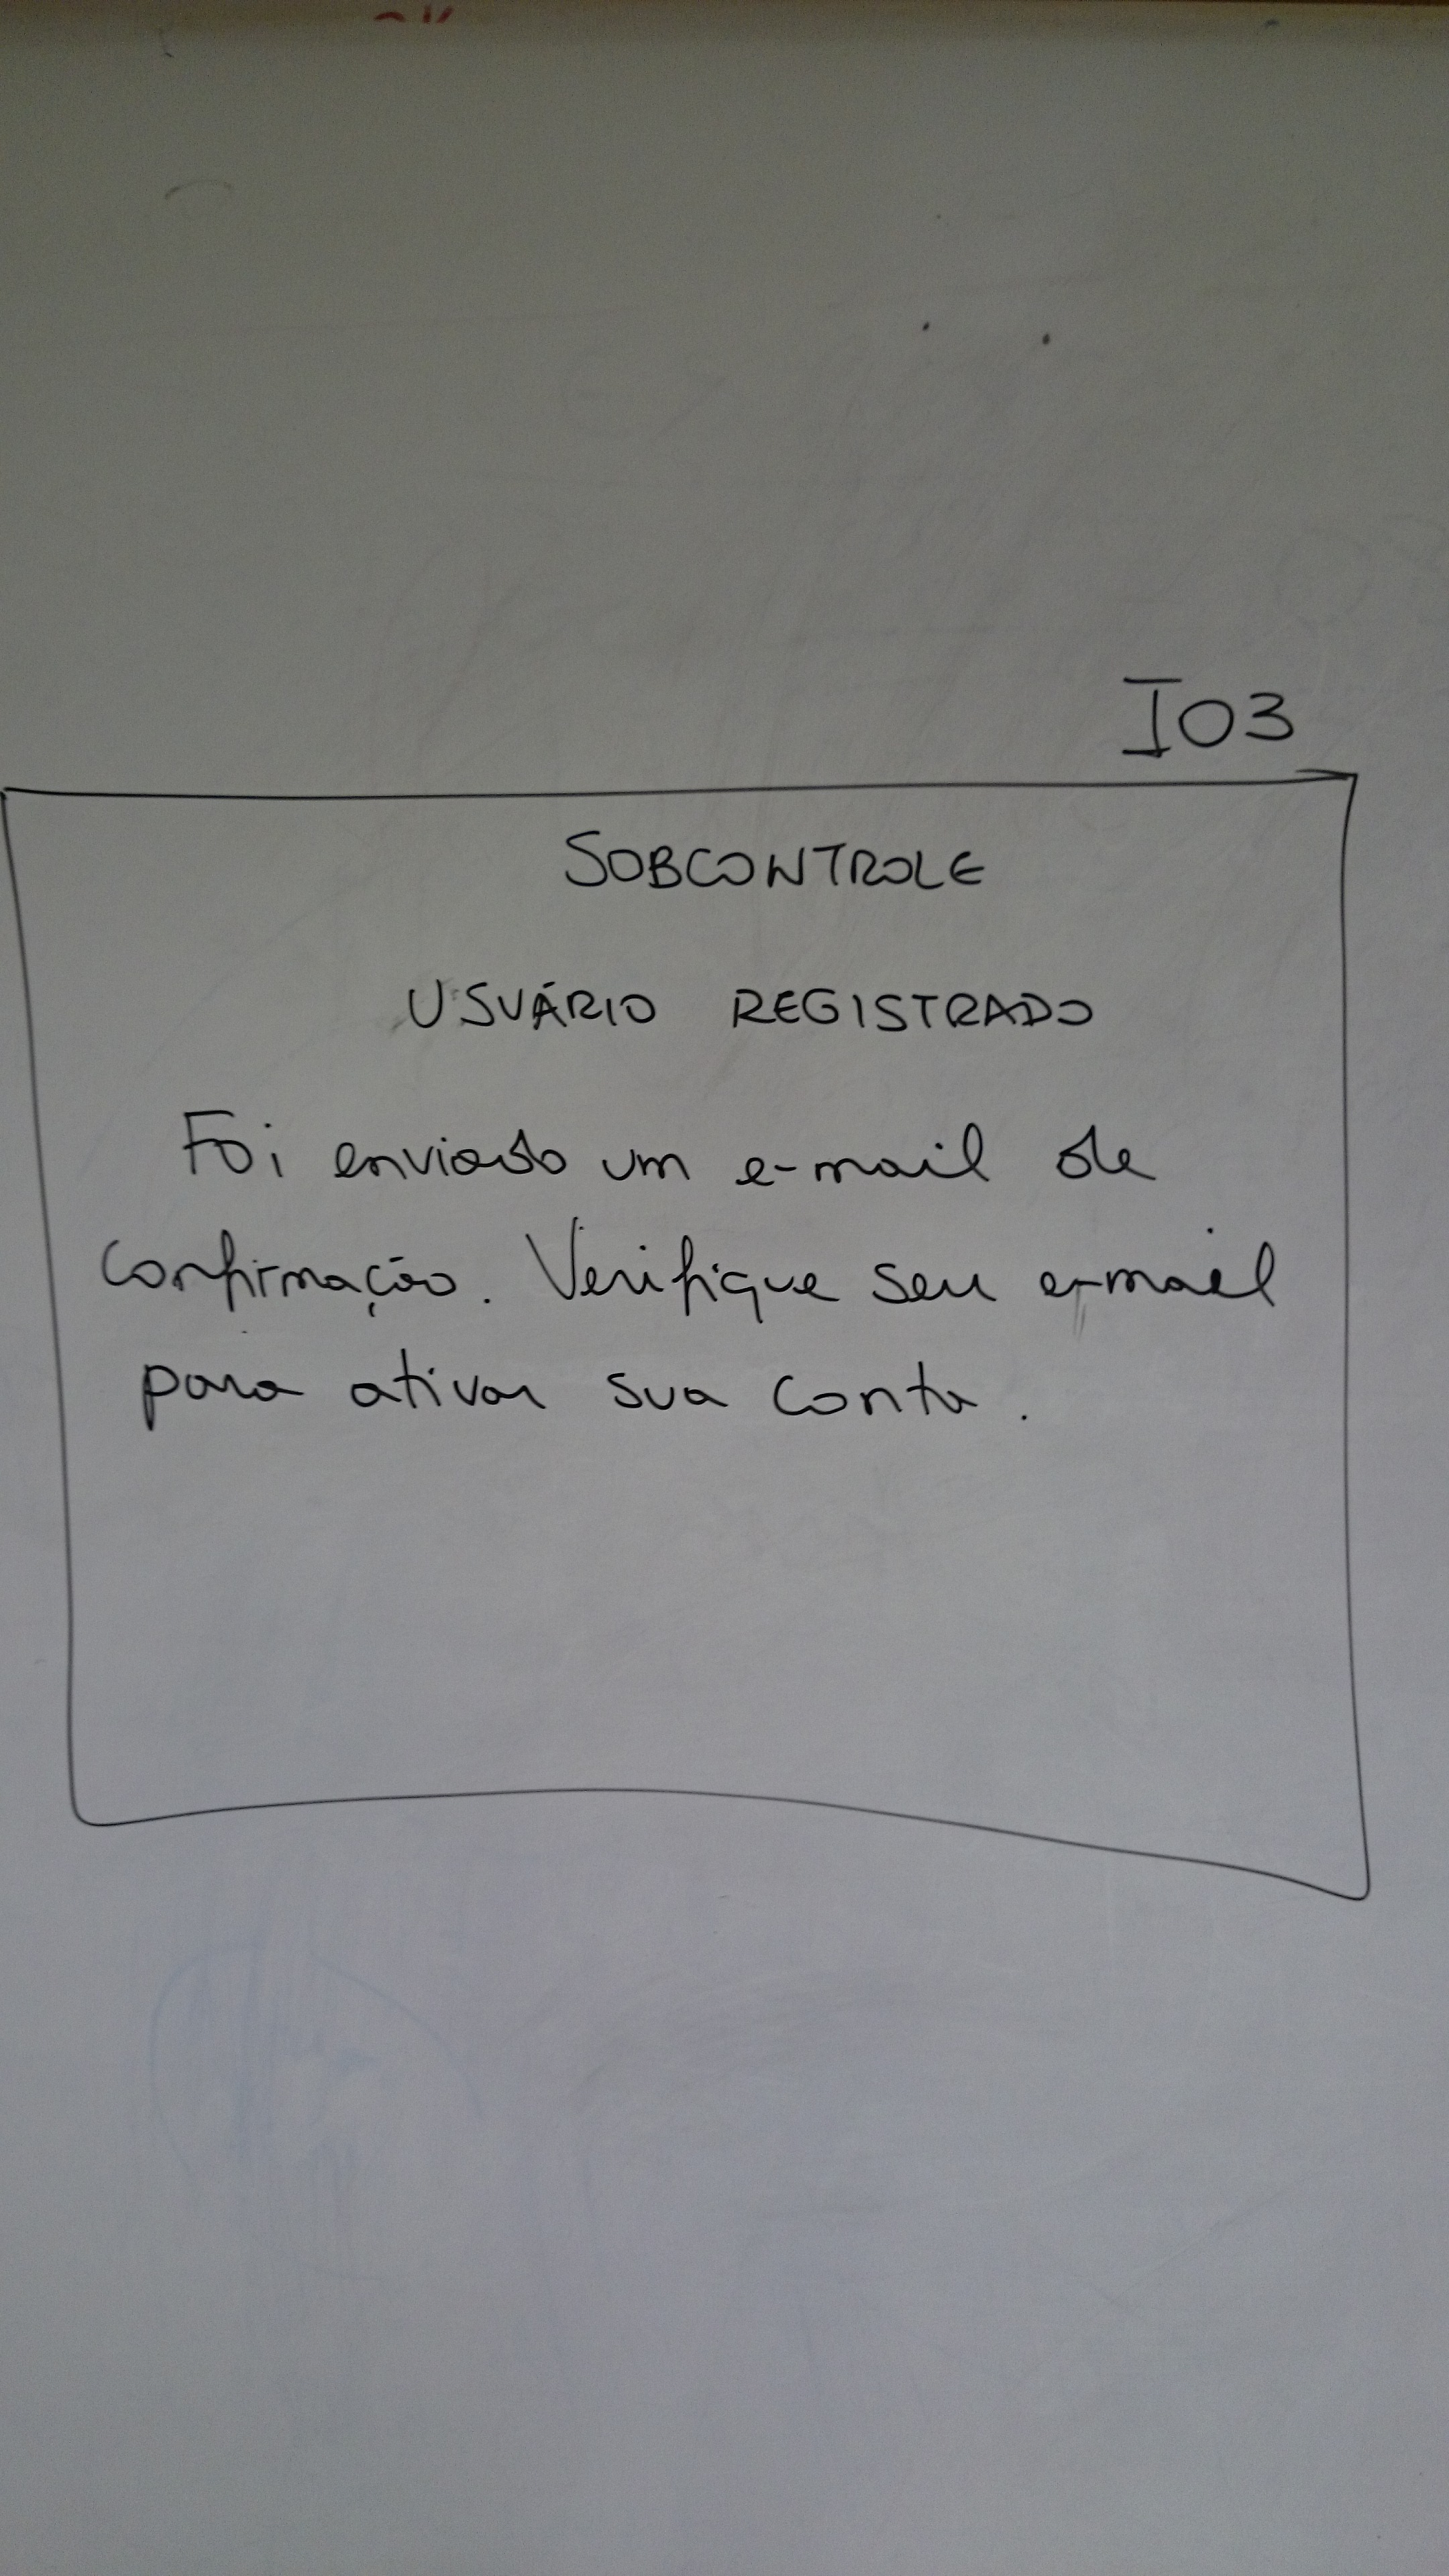 I03
SOBCONTROLE
USUÁRIO REGISTRADO
Foi enviado um e-mail de
confirmação. Verifique seu e-mail
para ativar sua conta.